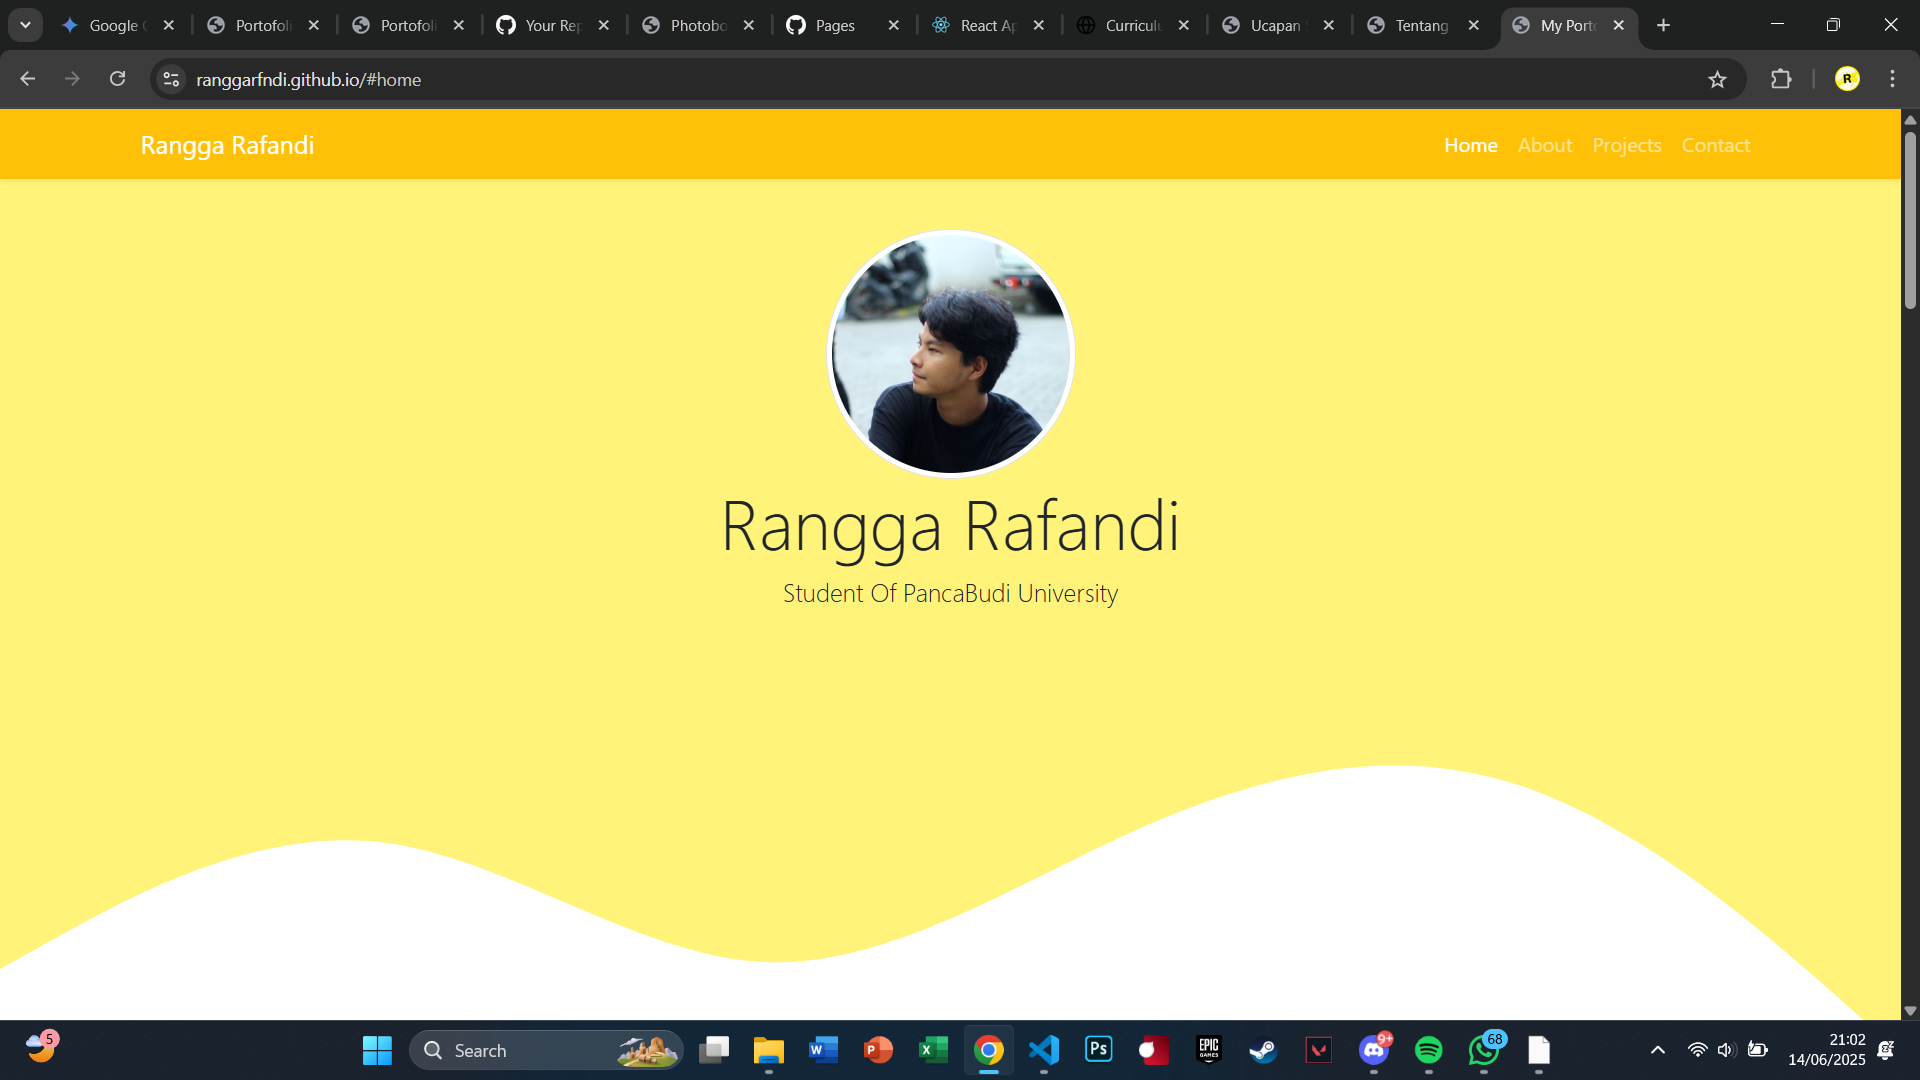 Google
Portofoli
Portofoli
Your Rep
Photobo
Pages
React Ap
Curricul
Ucapan
Tentang
My Port
ranggarfndi.github.io/#home
R
Rangga Rafandi
Home
About
Projects
Contact
Rangga Rafandi
Student Of PancaBudi University
5
Search
W
P
X
Ps
EPIC
GAMES
9+
68
21:02
14/06/2025